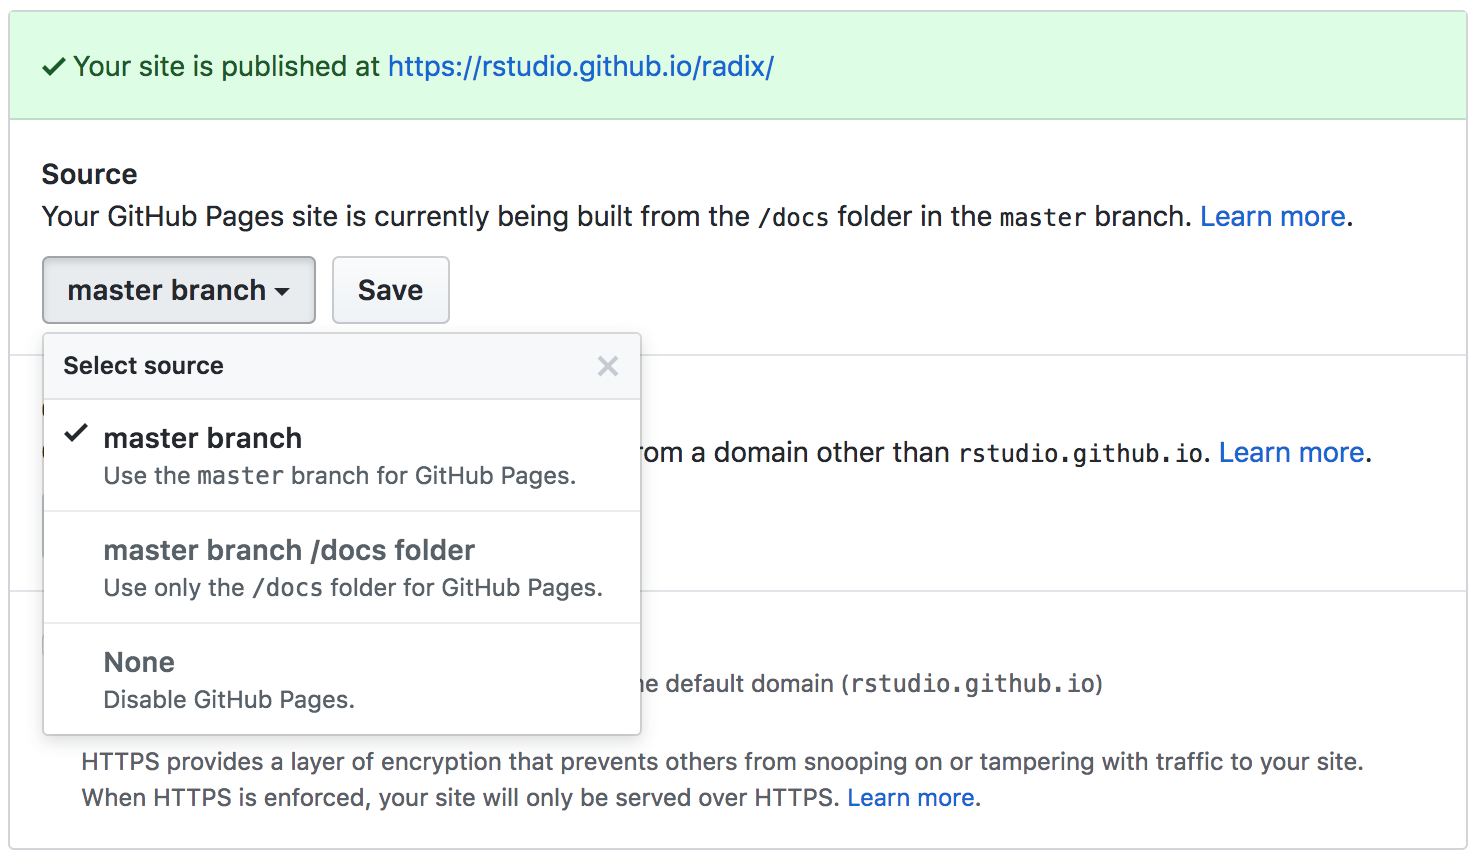 Your site is published at https://rstudio.github.io/radix/
Source
Your GitHub Pages site is currently being built from the /docs folder in the master branch. Learn more.
master branch
Save
Select source
master branch
Use the master branch for GitHub Pages.
a domain other than rstudio.github.io. Learn more.
master branch /docs folder
Use only the /docs folder for GitHub Pages.
None
Disable GitHub Pages.
default domain (rstudio.github.io)
HTTPS provides a layer of encryption that prevents others from snooping on or tampering with traffic to your site.
When HTTPS is enforced, your site will only be served over HTTPS. Learn more.